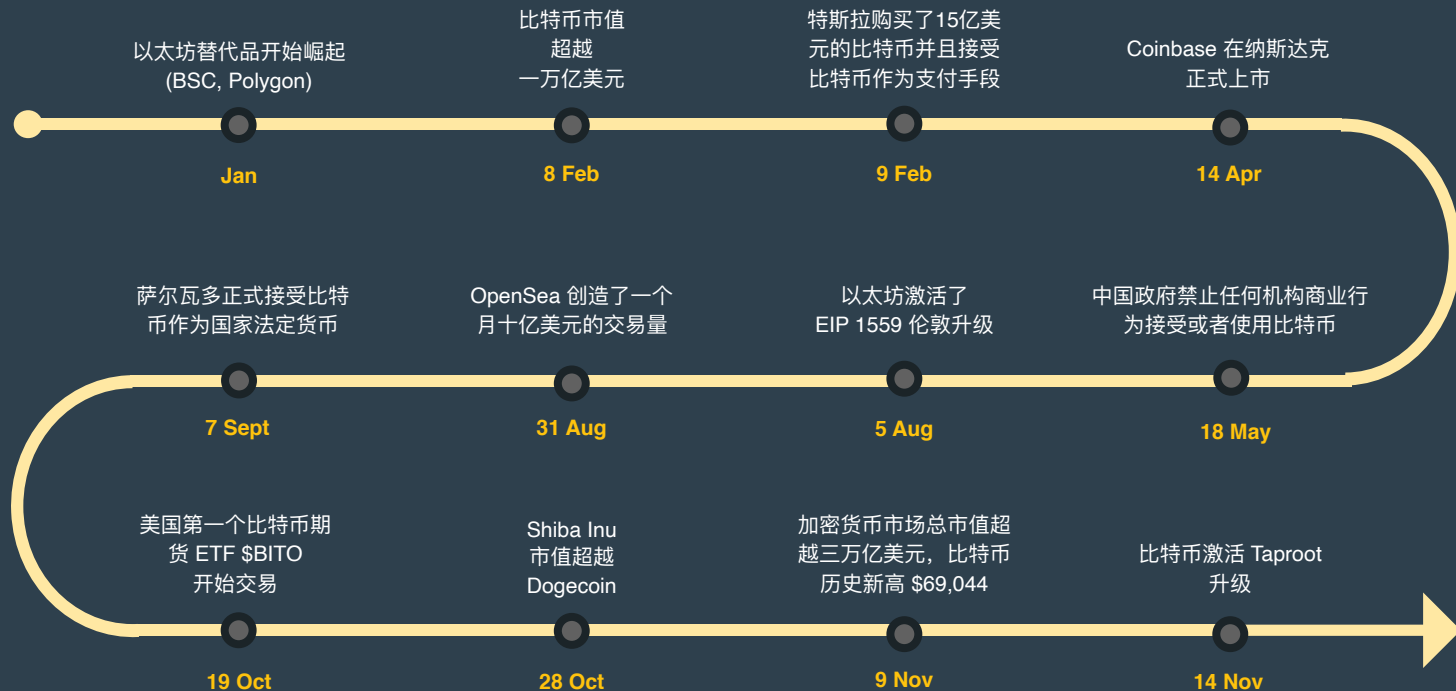 以太坊替代品开始崛起
(BSC, Polygon)
Jan
比特币市值
超越
一万亿美元
8 Feb
特斯拉购买了15亿美
元的比特币并且接受
比特币作为支付手段
9 Feb
Coinbase 在纳斯达克
正式上市
14 Apr
中国政府禁止任何机构商业行
为接受或者使用比特币
18 May
以太坊激活了
EIP 1559 伦敦升级
5 Aug
OpenSea 创造了一个
月十亿美元的交易量
31 Aug
萨尔瓦多正式接受比特
币作为国家法定货币
7 Sept
美国第一个比特币期
货 ETF $BITO
开始交易
19 Oct
Shiba Inu
市值超越
Dogecoin
28 Oct
加密货币市场总市值超
越三万亿美元，比特币
历史新高 $69,044
9 Nov
比特币激活 Taproot
升级
14 Nov